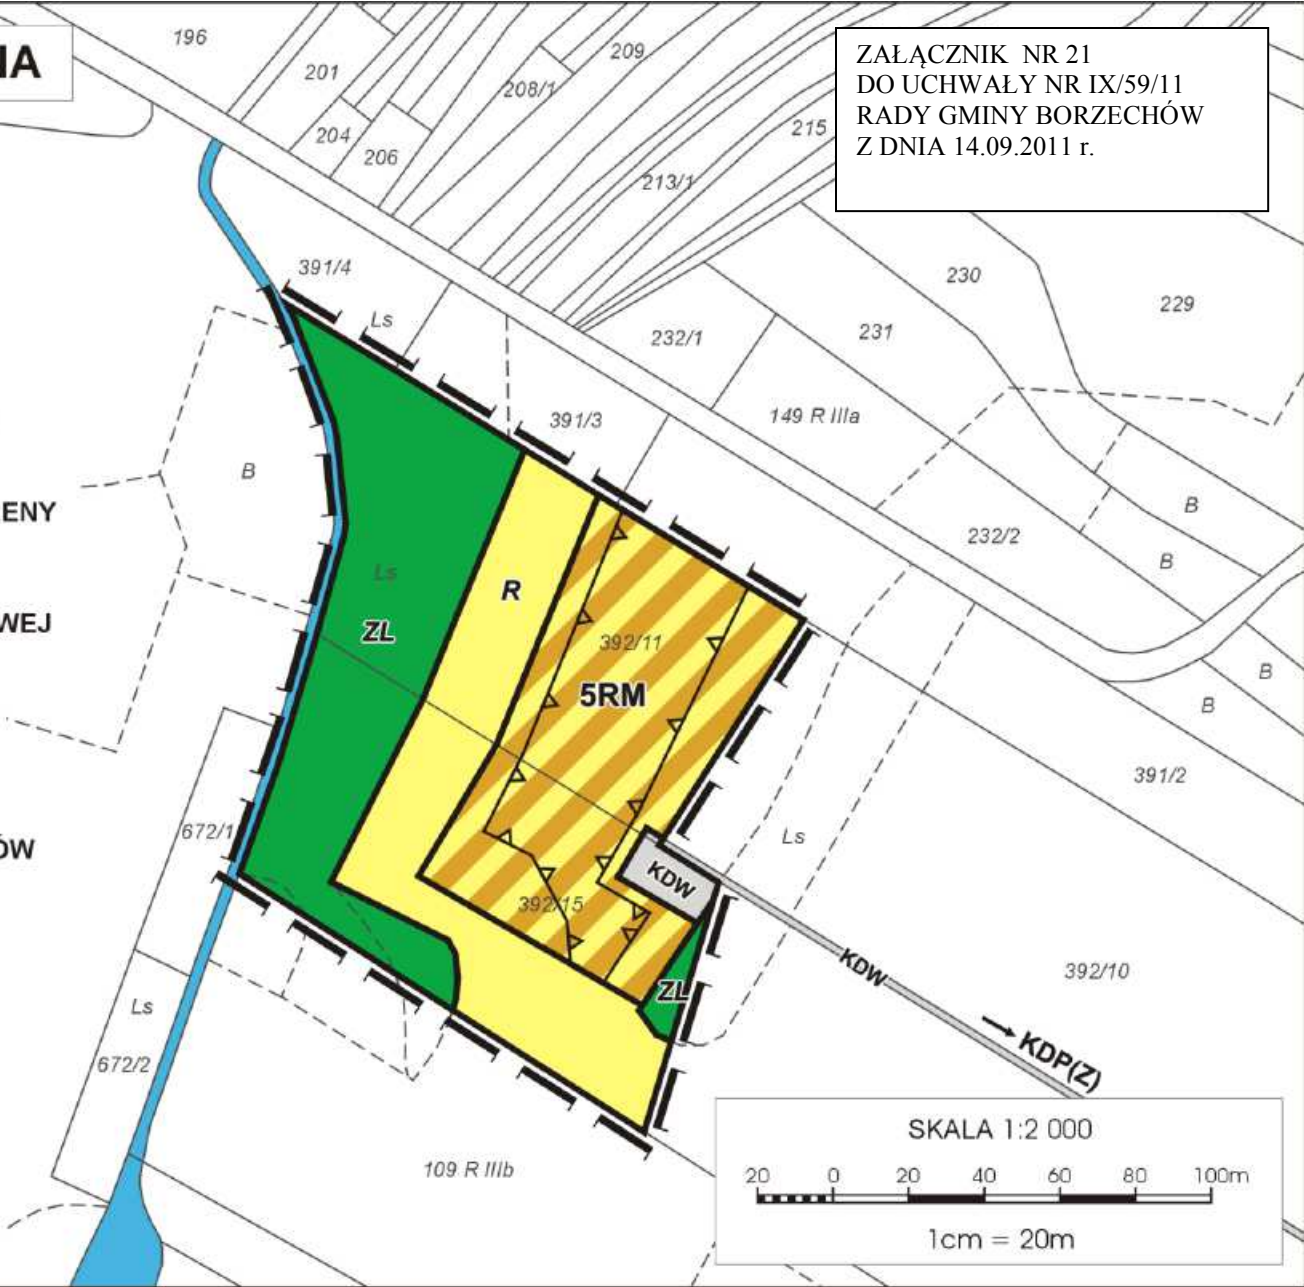 IA
ZAŁĄCZNIK NR 21
DO UCHWAŁY NR IX/59/11
RADY GMINY BORZECHÓW
Z DNIA 14.09.2011 r.
196
201
204
206
208/1
209
213/1
215
230
229
231
232/1
391/4
Ls
391/3
149 R IIIa
B
ENY
B
232/2
B
Ls
R
ZL
WEJ
392/11
5RM
B
B
391/2
672/1
ÓW
Ls
KDW
392/15
KDW
392/10
ZL
Ls
672/2
KDP(Z)
109 R IIIb
SKALA 1:2 000
20 0 20 40 60 80 100m
1cm = 20m